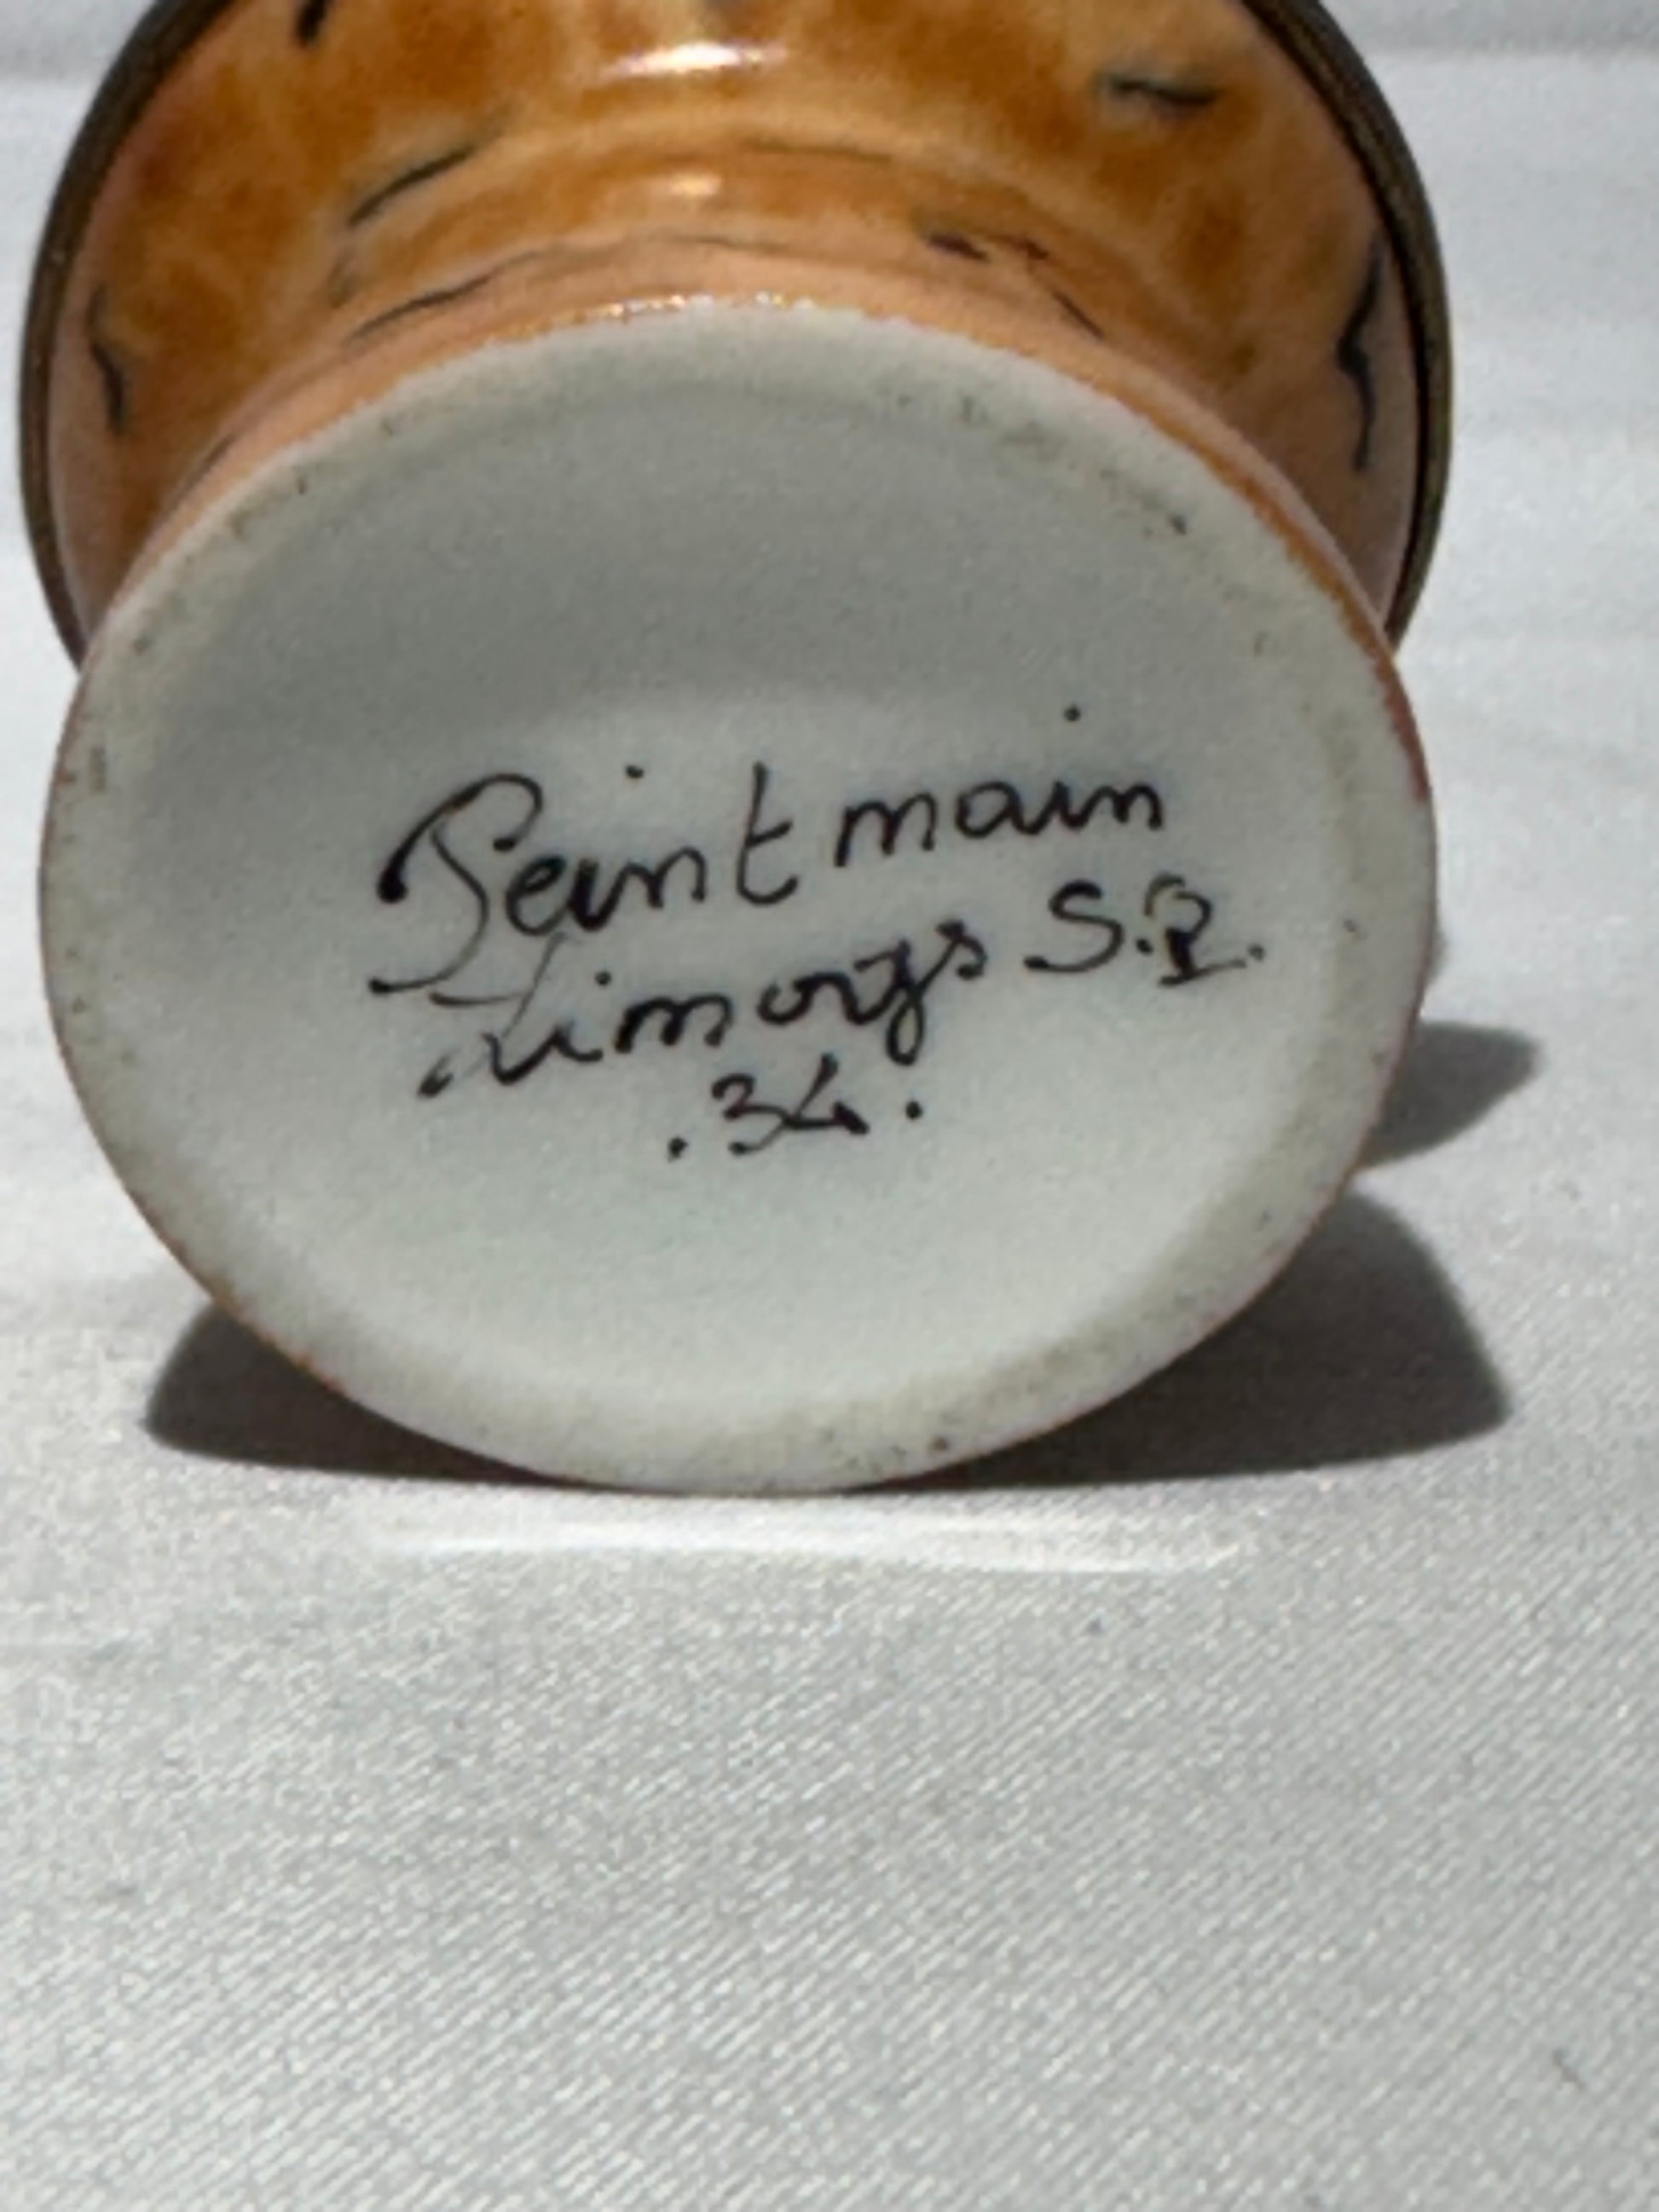 Peint main
Limoges S.R.
.34.